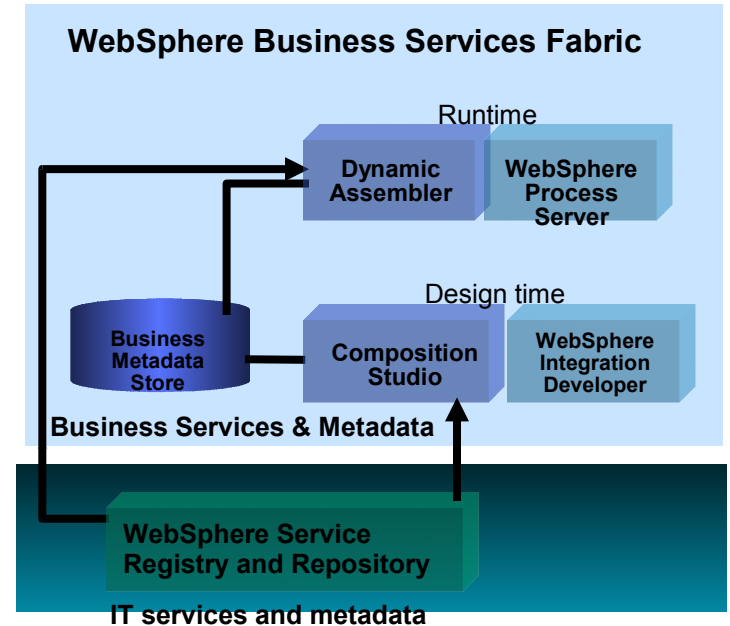 WebSphere Business Services Fabric
Runtime
Dynamic
Assembler
WebSphere
Process
Server
Design time
Business
Metadata
Store
Composition
Studio
WebSphere
Integration
Developer
Business Services & Metadata
WebSphere Service
Registry and Repository
IT services and metadata